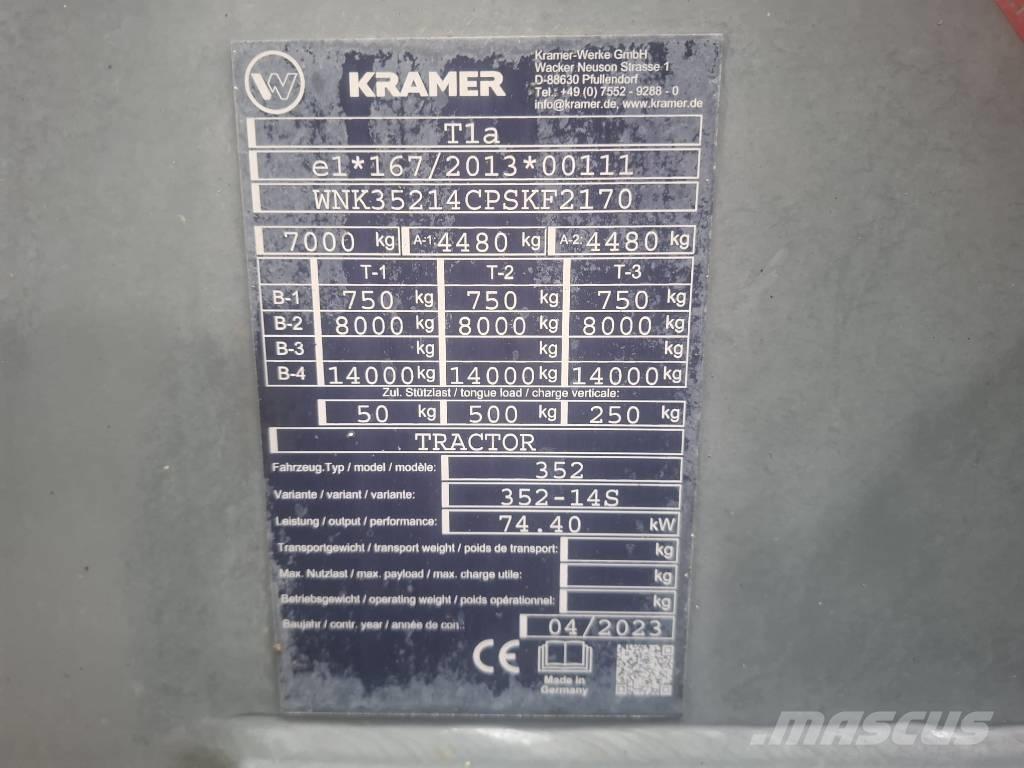 W
KRAMER
Kramer-Werke GmbH
Wacker Neuson Strasse 1
D-88630 Pfullendorf
Tel.: +49 (0) 7552 - 9288 - 0
info@kramer.de, www.kramer.de
T1a
e1*167/2013*00111
WNK35214CPSKF2170
7000 kg A-1: 4480 kg A-2: 4480 kg
T-1 T-2 T-3
B-1 750 kg 750 kg 750 kg
B-2 8000 kg 8000 kg 8000 kg
B-3 kg kg kg
B-4 14000 kg 14000 kg 14000 kg
Zul. Stützlast / tongue load / charge verticale:
50 kg 500 kg 250 kg
TRACTOR
Fahrzeug.Typ / model / modèle: 352
Variante / variant / variante: 352-14S
Leistung / output / performance: 74.40 kW
Transportgewicht / transport weight / poids de transport: kg
Max. Nutzlast / max. payload / max. charge utile: kg
Betriebsgewicht / operating weight / poids opérationnel: kg
Baujahr / contr. year / année de con.: 04/2023
CE
Made in
Germany
MASCUS